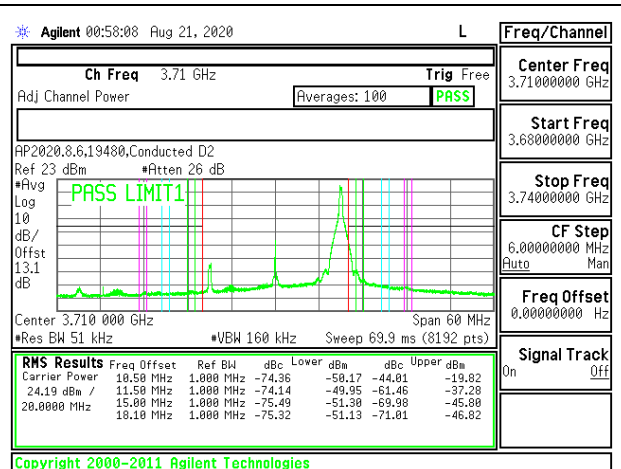 Agilent 00:58:08 Aug 21, 2020 L Freq/Channel
Ch Freq 3.71 GHz Trig Free
Adj Channel Power Averages: 100 PASS
Center Freq
3.71000000 GHz
Start Freq
3.68000000 GHz
Stop Freq
3.74000000 GHz
CF Step
6.00000000 MHz
Auto Man
Freq Offset
0.00000000 Hz
Signal Track
On Off
AP2020.8.6,19480,Conducted D2
Ref 23 dBm #Atten 26 dB
#Avg
Log
10
dB/
Offst
13.1
dB
PASS LIMIT1
Center 3.710 000 GHz Span 60 MHz
#Res BW 51 kHz #VBW 160 kHz Sweep 69.9 ms (8192 pts)
RMS Results Freq Offset Ref BW dBc Lower dBm dBc Upper dBm
Carrier Power 10.50 MHz 1.000 MHz -74.36 -50.17 -44.01 -19.82
24.19 dBm / 11.50 MHz 1.000 MHz -74.14 -49.95 -61.46 -37.28
20.0000 MHz 15.00 MHz 1.000 MHz -75.49 -51.30 -69.98 -45.80
18.10 MHz 1.000 MHz -75.32 -51.13 -71.01 -46.82
Copyright 2000-2011 Agilent Technologies